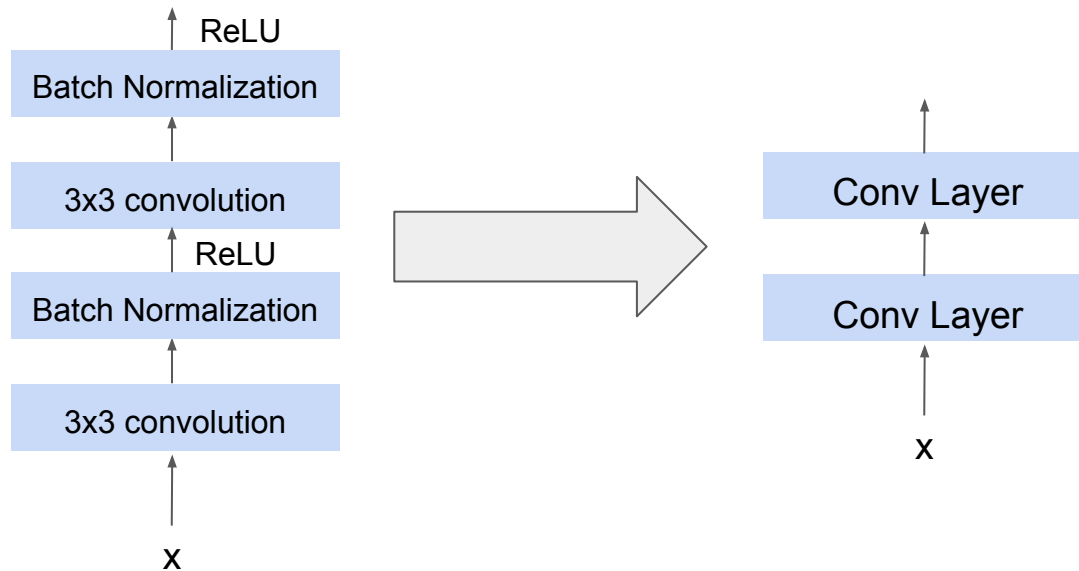 ReLU
Batch Normalization
3x3 convolution
ReLU
Batch Normalization
3x3 convolution
x
Conv Layer
Conv Layer
x